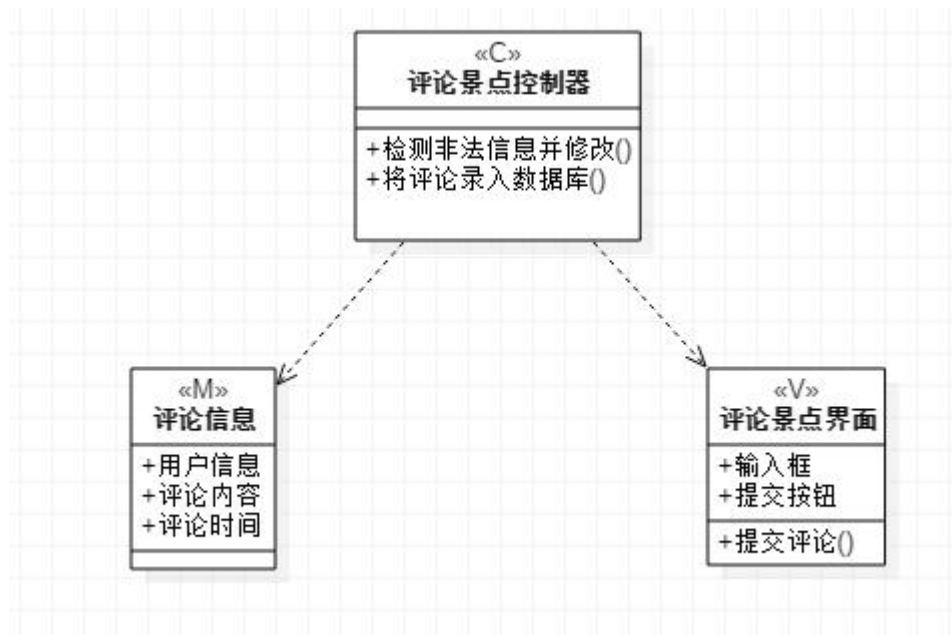 «C»
评论景点控制器
+检测非法信息并修改()
+将评论录入数据库()
«M»
评论信息
+用户信息
+评论内容
+评论时间
«V»
评论景点界面
+输入框
+提交按钮
+提交评论()